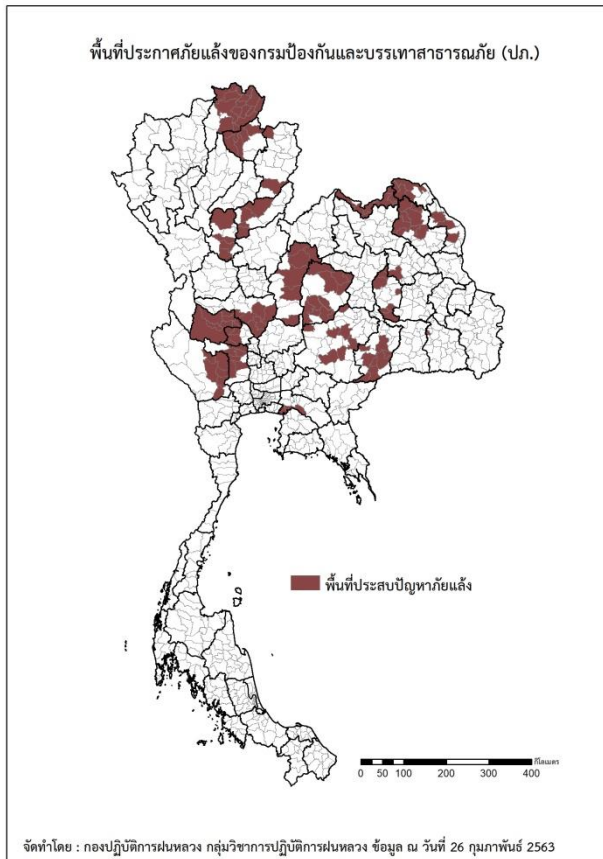 พื้นที่ประกาศภัยแล้งของกรมป้องกันและบรรเทาสาธารณภัย (ปภ.)
พื้นที่ประสบปัญหาภัยแล้ง
กิโลเมตร
0 50 100 200 300 400
จัดทำโดย : กองปฏิบัติการฝนหลวง กลุ่มวิชาการปฏิบัติการฝนหลวง ข้อมูล ณ วันที่ 26 กุมภาพันธ์ 2563